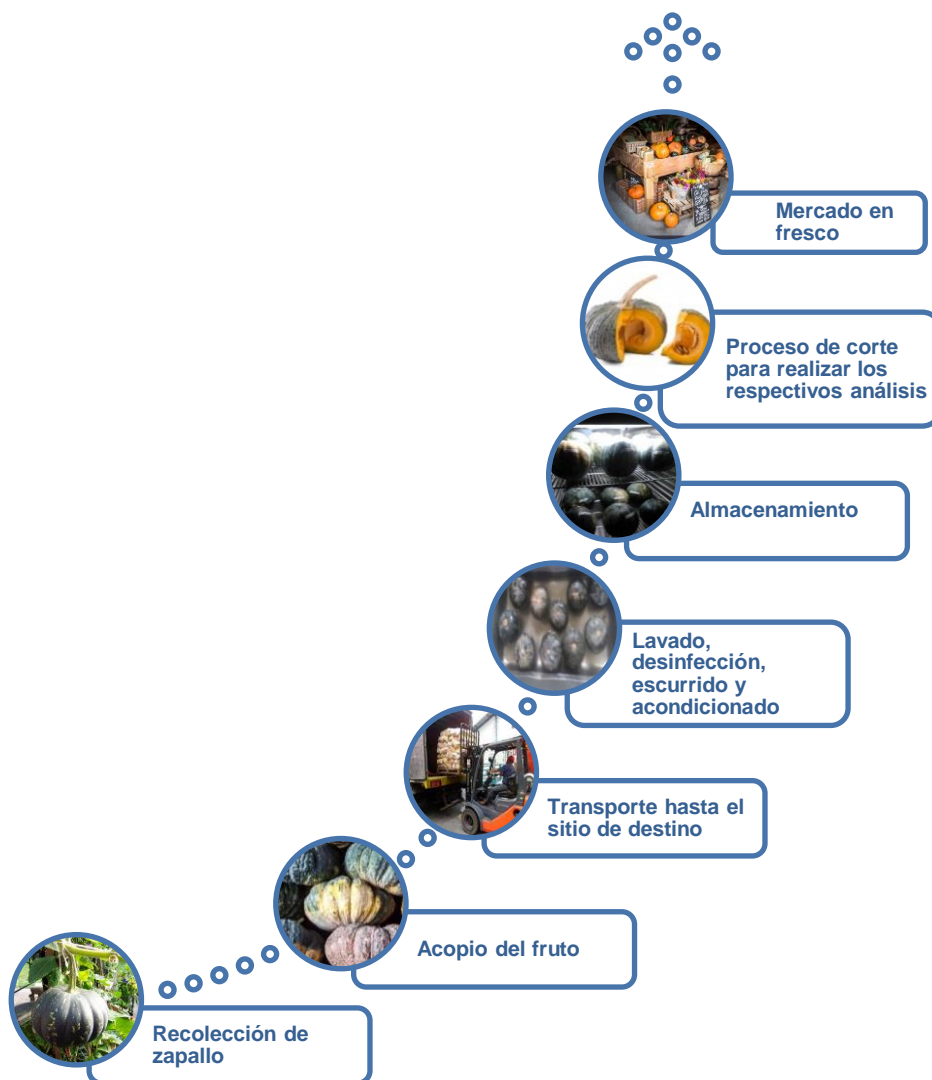 Mercado en
fresco
Proceso de corte
para realizar los
respectivos análisis
Almacenamiento
Lavado,
desinfección,
escurrido y
acondicionado
Transporte hasta el
sitio de destino
Acopio del fruto
Recolección de
zapallo